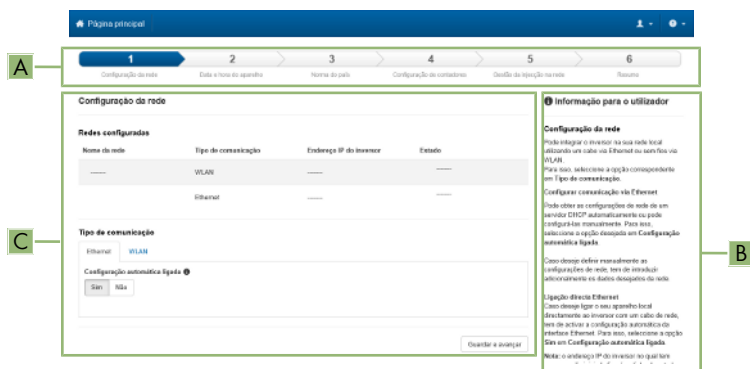 Página principal
A
1 2 3 4 5 6
Configuração da rede Data e hora do aparelho Norma do país Configuração de contadores Gestão da injecção na rede Resumo
C
Configuração da rede
Redes configuradas
Nome da rede Tipo de comunicação Endereço IP do inversor Estado
------ WLAN ------ ------
Ethernet ------ ------
Tipo de comunicação
Ethernet WLAN
Configuração automática ligada
Sim Não
Guardar e avançar
B
Informação para o utilizador
Configuração da rede
Pode integrar o inversor na sua rede local
utilizando um cabo via Ethernet ou sem fios via
WLAN.
Para isso, seleccione a opção correspondente
em Tipo de comunicação.
Configurar comunicação via Ethernet
Pode obter as configurações de rede de um
servidor DHCP automaticamente ou pode
configurá-las manualmente. Para isso,
seleccione a opção desejada em Configuração
automática ligada.
Caso deseje definir manualmente as
configurações de rede, tem de introduzir
adicionalmente os dados desejados da rede.
Ligação directa Ethernet
Caso deseje ligar o seu aparelho local
directamente ao inversor com um cabo de rede,
tem de activar a configuração automática da
interface Ethernet. Para isso, seleccione a opção
Sim em Configuração automática ligada.
Nota: o endereço IP do inversor no qual tem